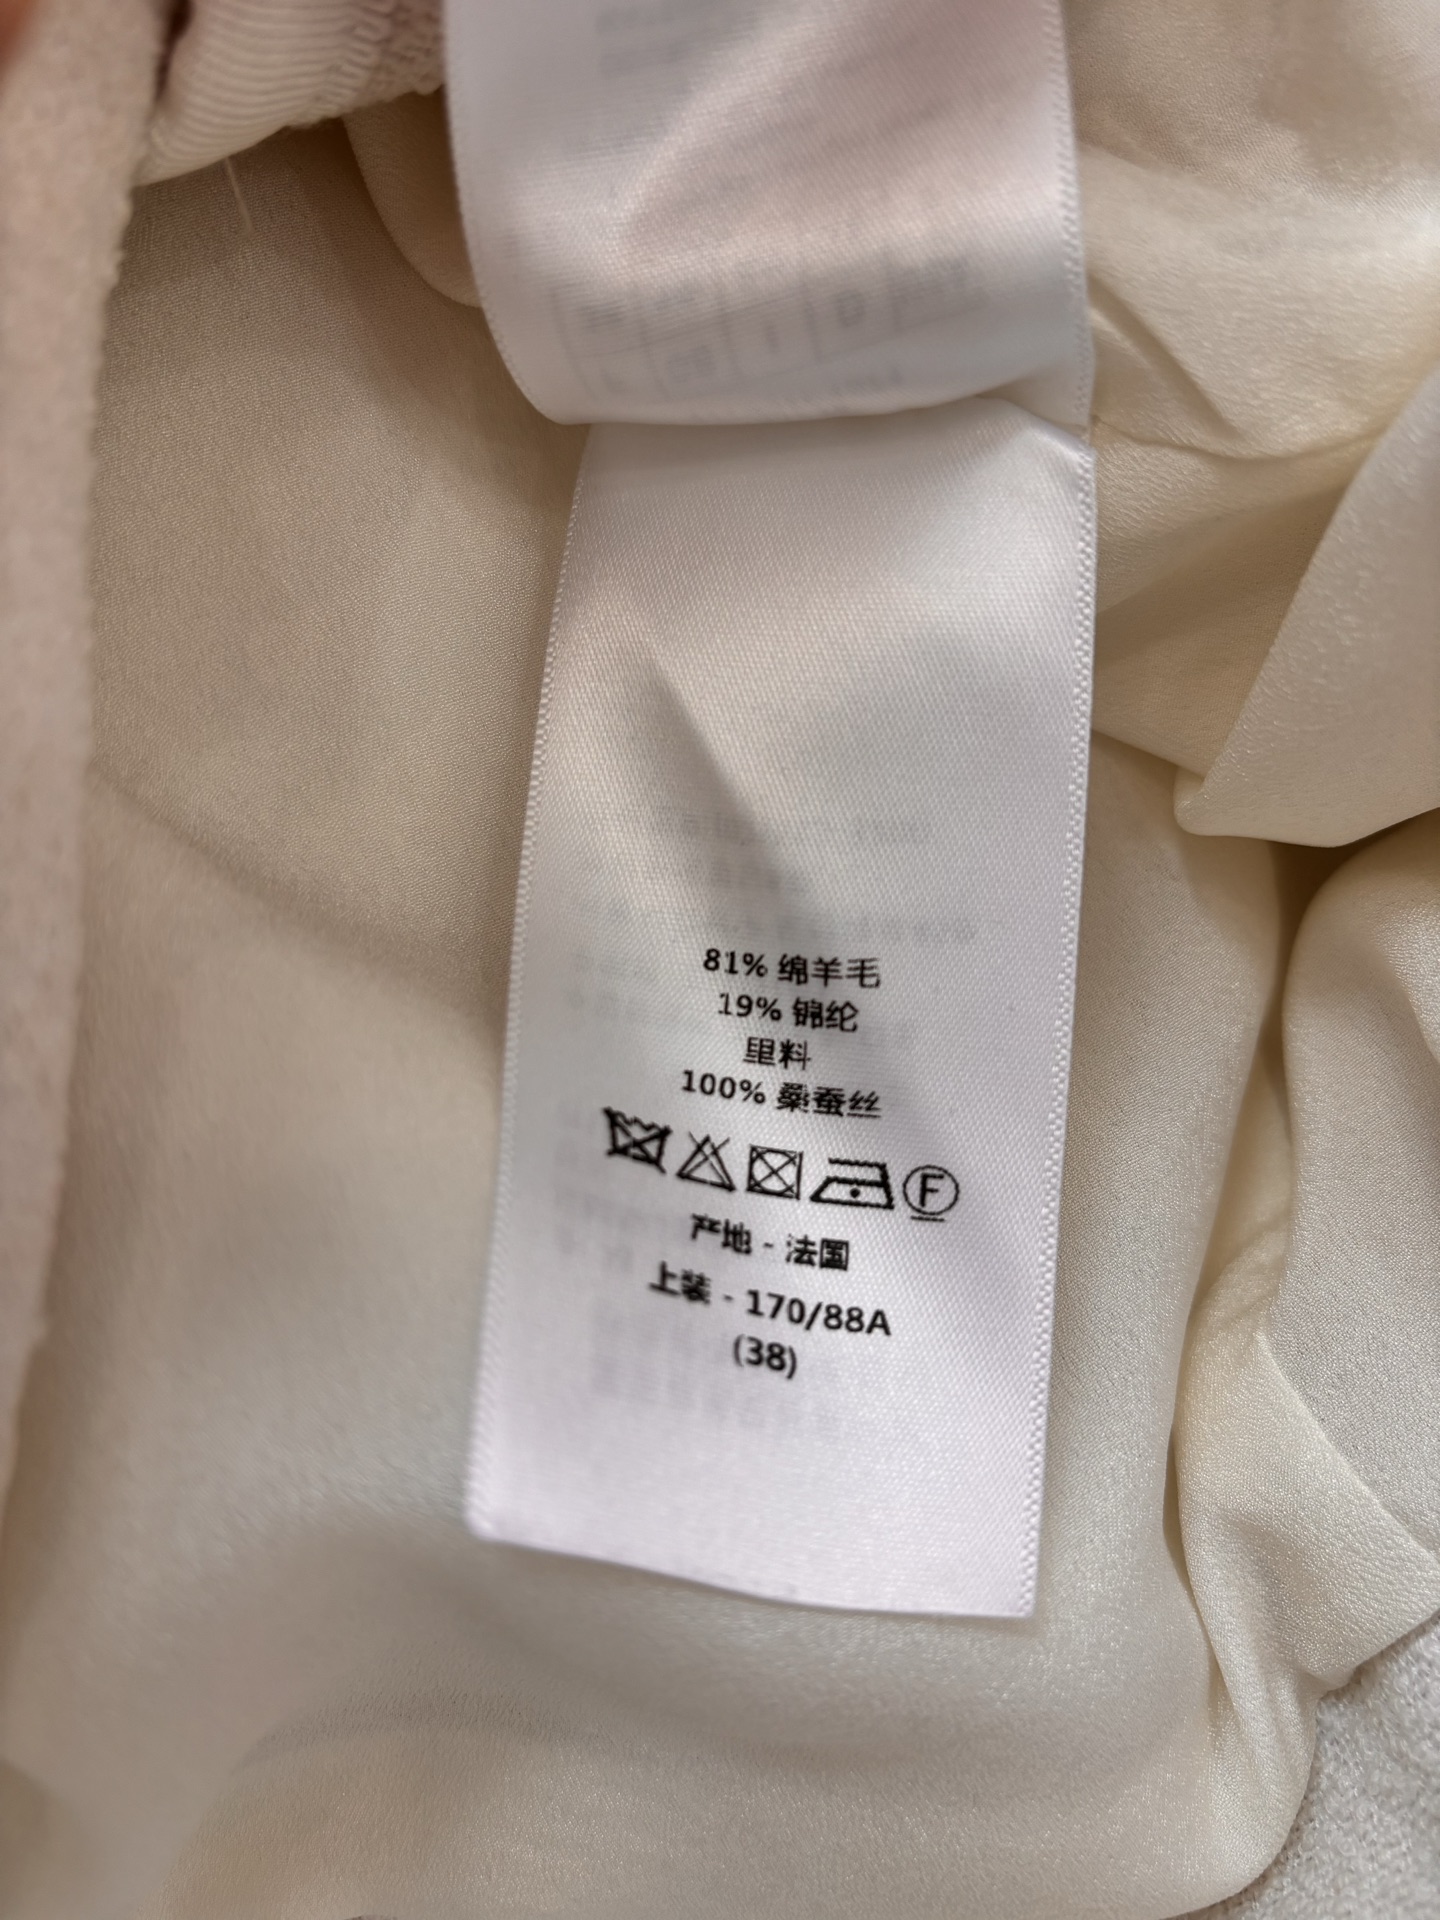 81% 绵羊毛
19% 锦纶
里料
100% 桑蚕丝
F
产地 - 法国
上装 - 170/88A
(38)